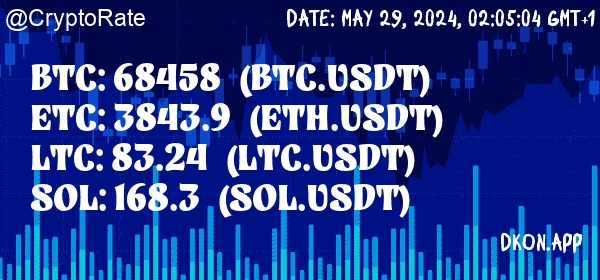 @CryptoRate
DATE: MAY 29, 2024, 02:05:04 GMT+1
BTC: 68458 (BTC.USDT)
ETC: 3843.9 (ETH.USDT)
LTC: 83.24 (LTC.USDT)
SOL: 168.3 (SOL.USDT)
DKON.APP